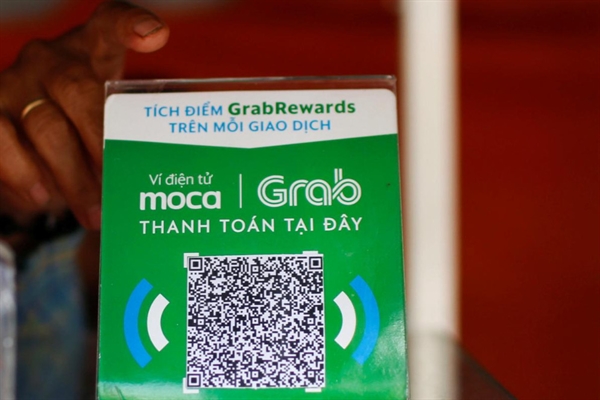 TÍCH ĐIỂM GrabRewards
TRÊN MỖI GIAO DỊCH
Ví điện tử
moca | Grab
THANH TOÁN TẠI ĐÂY